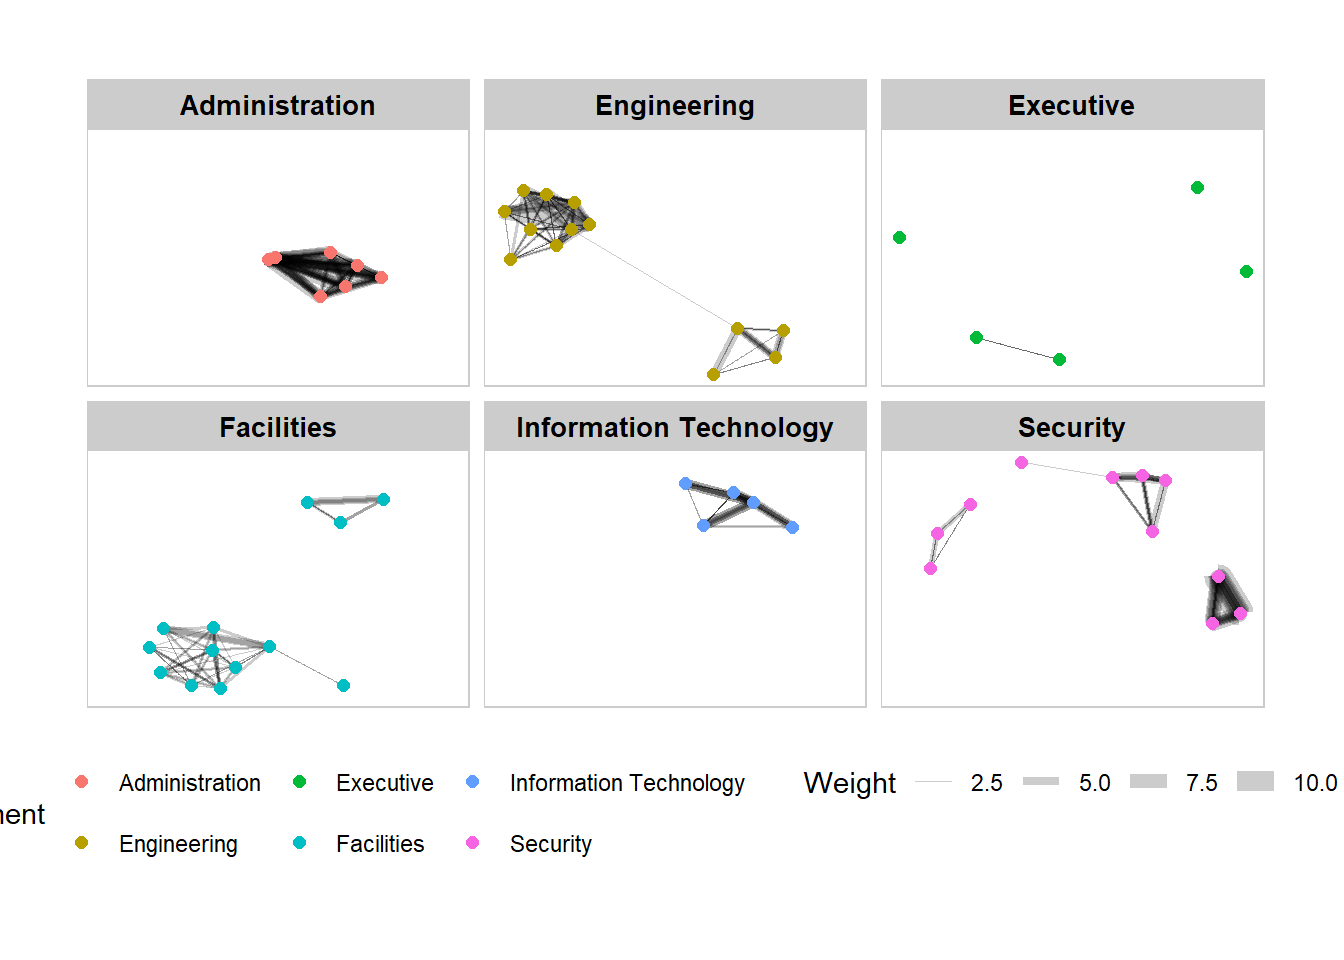 Administration
Engineering
Executive
Facilities
Information Technology
Security
Administration
Executive
Information Technology
Weight
2.5
5.0
7.5
10.0
Engineering
Facilities
Security